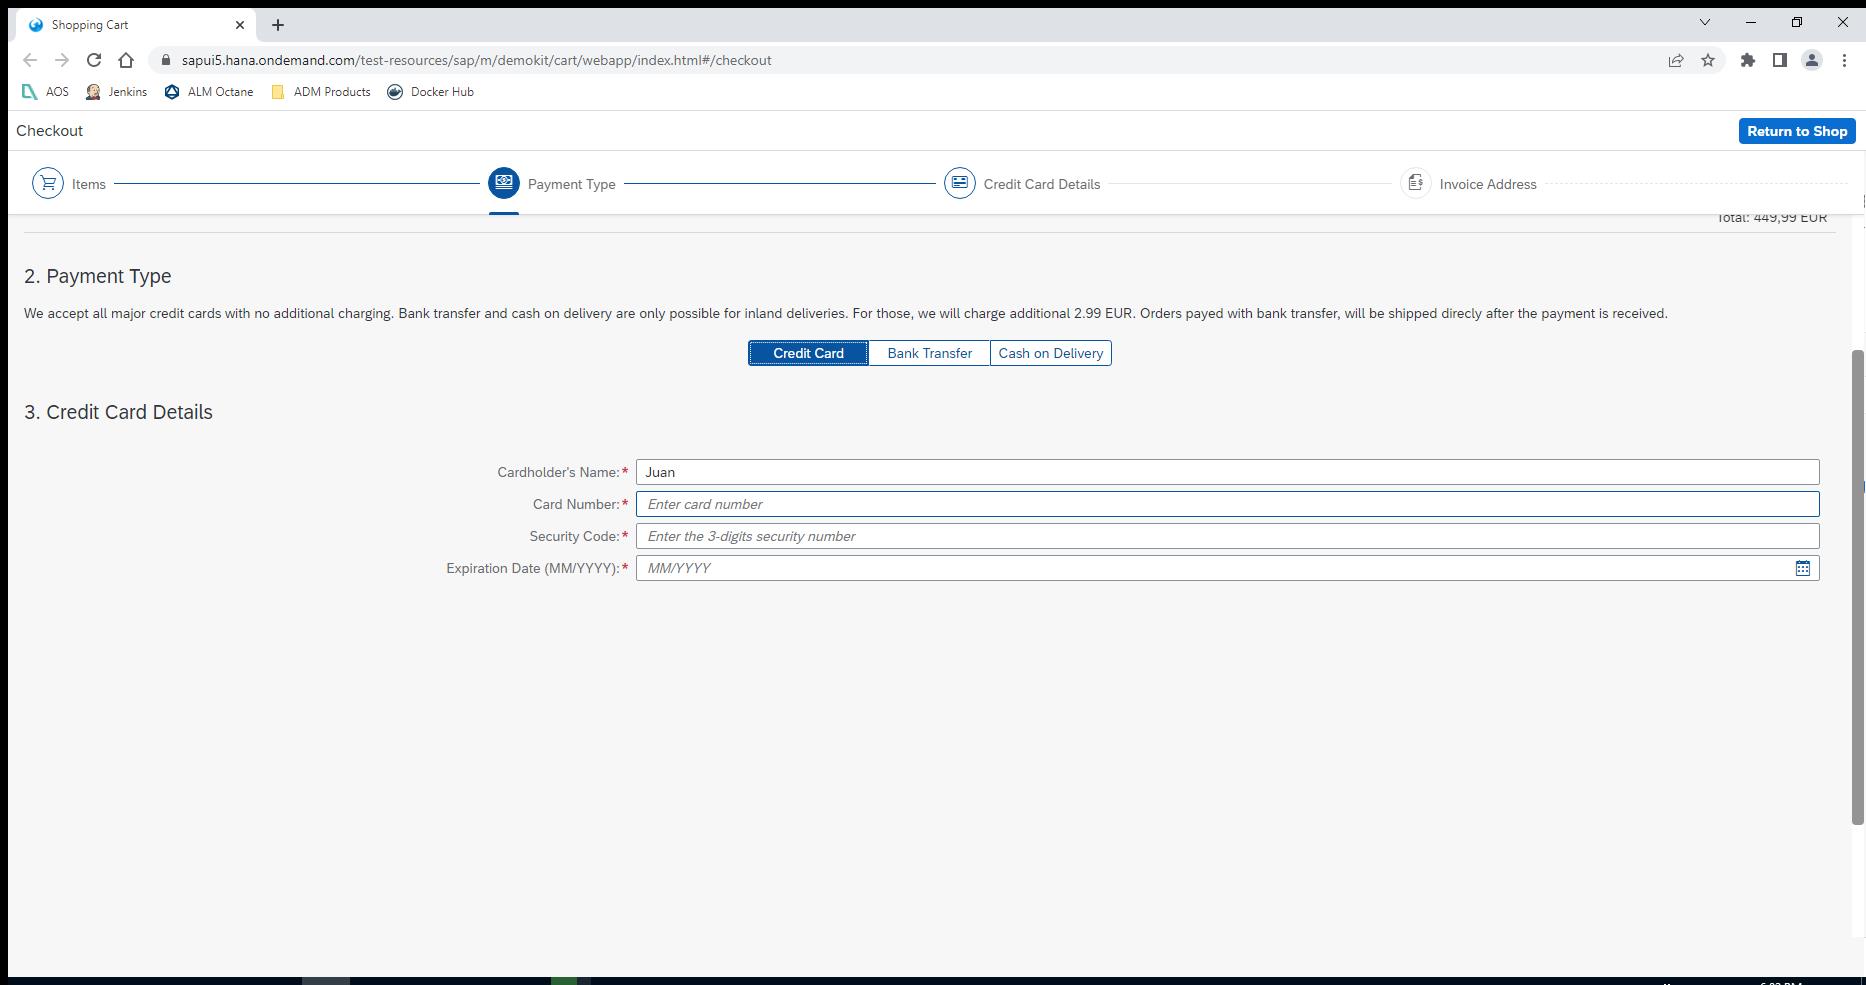 Shopping Cart
sapui5.hana.ondemand.com/test-resources/sap/m/demokit/cart/webapp/index.html#/checkout
AOS Jenkins ALM Octane ADM Products Docker Hub
Checkout Return to Shop
Items Payment Type Credit Card Details Invoice Address
Total: 449,99 EUR
2. Payment Type
We accept all major credit cards with no additional charging. Bank transfer and cash on delivery are only possible for inland deliveries. For those, we will charge additional 2.99 EUR. Orders payed with bank transfer, will be shipped direcly after the payment is received.
Credit Card Bank Transfer Cash on Delivery
3. Credit Card Details
Cardholder's Name:* Juan
Card Number:* Enter card number
Security Code:* Enter the 3-digits security number
Expiration Date (MM/YYYY):* MM/YYYY